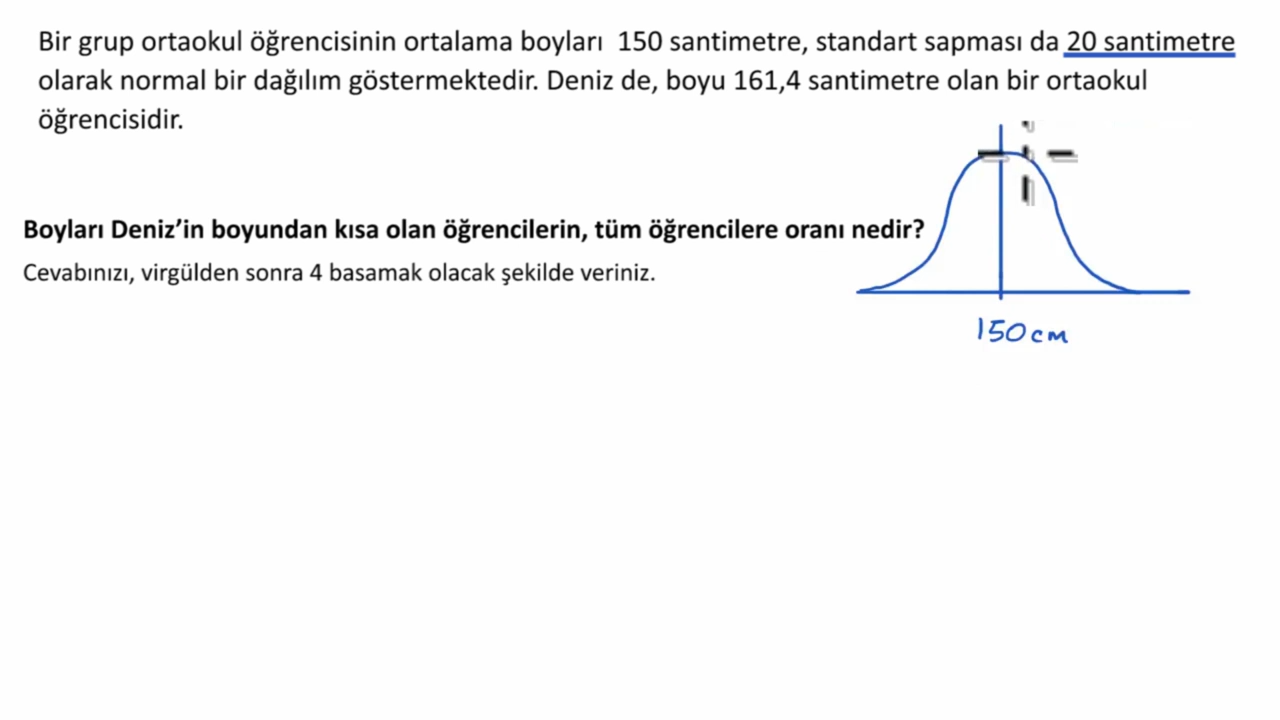 Bir grup ortaokul öğrencisinin ortalama boyları 150 santimetre, standart sapması da 20 santimetre
olarak normal bir dağılım göstermektedir. Deniz de, boyu 161,4 santimetre olan bir ortaokul
öğrencisidir.
Boyları Deniz’in boyundan kısa olan öğrencilerin, tüm öğrencilere oranı nedir?
Cevabınızı, virgülden sonra 4 basamak olacak şekilde veriniz.
150 cm